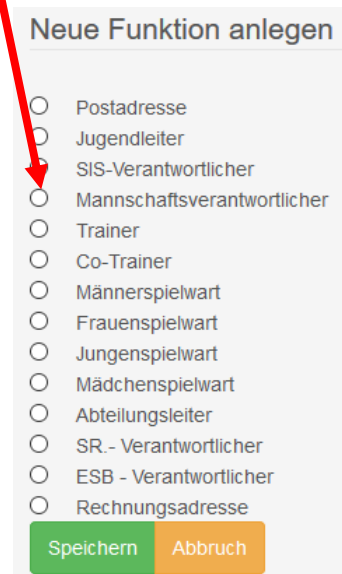 Neue Funktion anlegen
Postadresse
Jugendleiter
SIS-Verantwortlicher
Mannschaftsverantwortlicher
Trainer
Co-Trainer
Männerspielwart
Frauenspielwart
Jungenspielwart
Mädchenspielwart
Abteilungsleiter
SR.- Verantwortlicher
ESB - Verantwortlicher
Rechnungsadresse
Speichern Abbruch